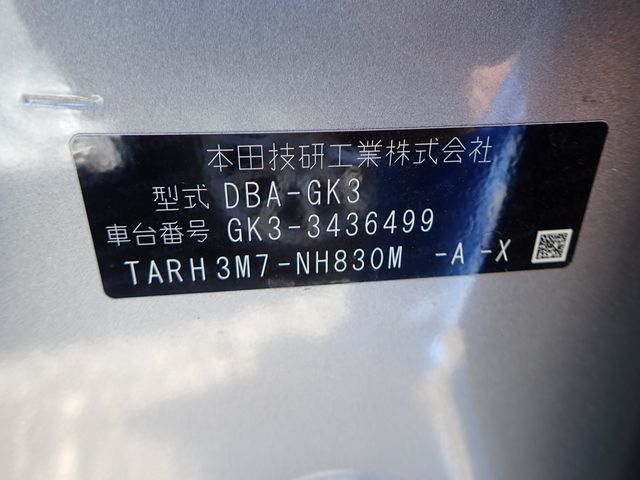 本田技研工業株式会社
型式 DBA-GK3
車台番号 GK3-3436499
TARH3M7-NH830M -A-X